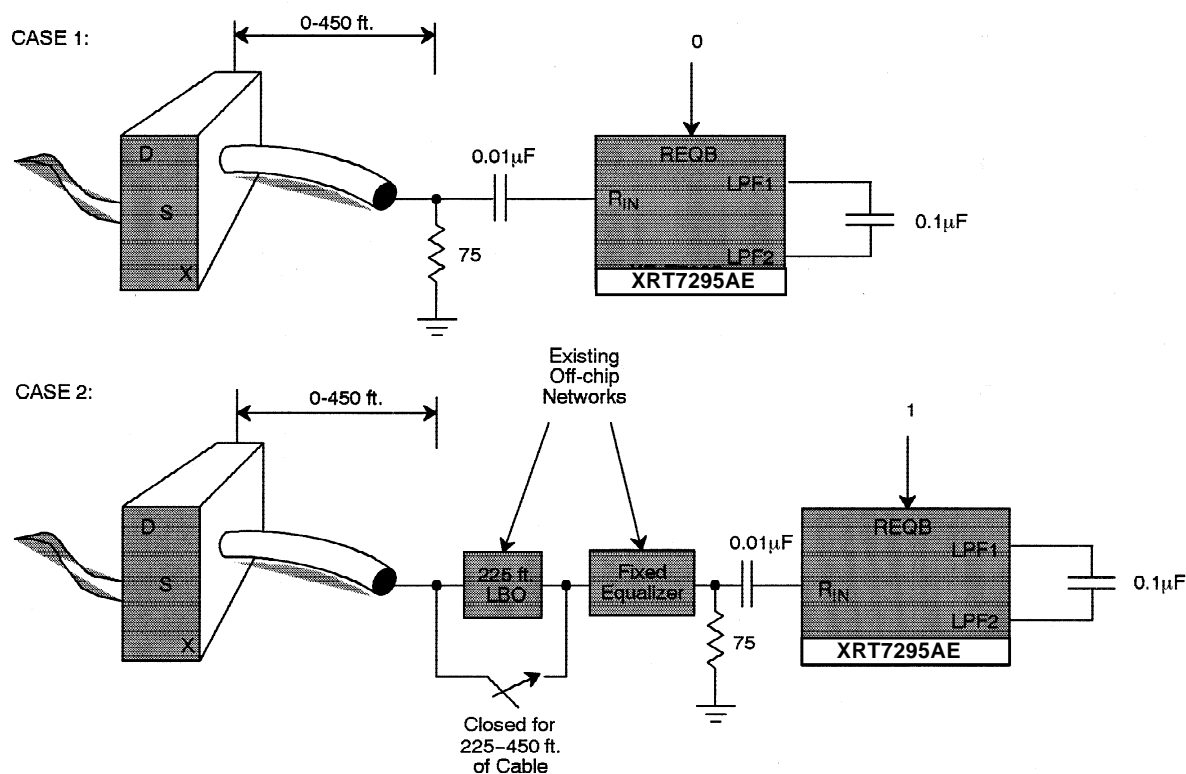 CASE 1:
0-450 ft.
0
D
S
X
0.01µF
75
REQB
RIN
LPF1
LPF2
XRT7295AE
0.1µF
CASE 2:
0-450 ft.
Existing
Off-chip
Networks
1
D
S
X
225 ft.
LBO
Fixed
Equalizer
0.01µF
75
REQB
RIN
LPF1
LPF2
XRT7295AE
0.1µF
Closed for
225–450 ft.
of Cable